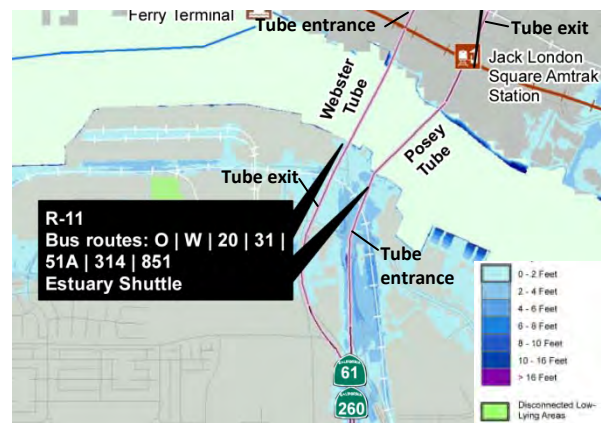 Ferry Terminal
Tube entrance
Tube exit
Jack London
Square Amtrak
Station
Webster
Tube
Posey
Tube
Tube exit
R-11
Bus routes: O | W | 20 | 31 |
51A | 314 | 851
Estuary Shuttle
Tube
entrance
0 - 2 Feet
2 - 4 Feet
4 - 6 Feet
6 - 8 Feet
8 - 10 Feet
10 - 16 Feet
> 16 Feet
Disconnected Low-
Lying Areas
CALIFORNIA
61
CALIFORNIA
260